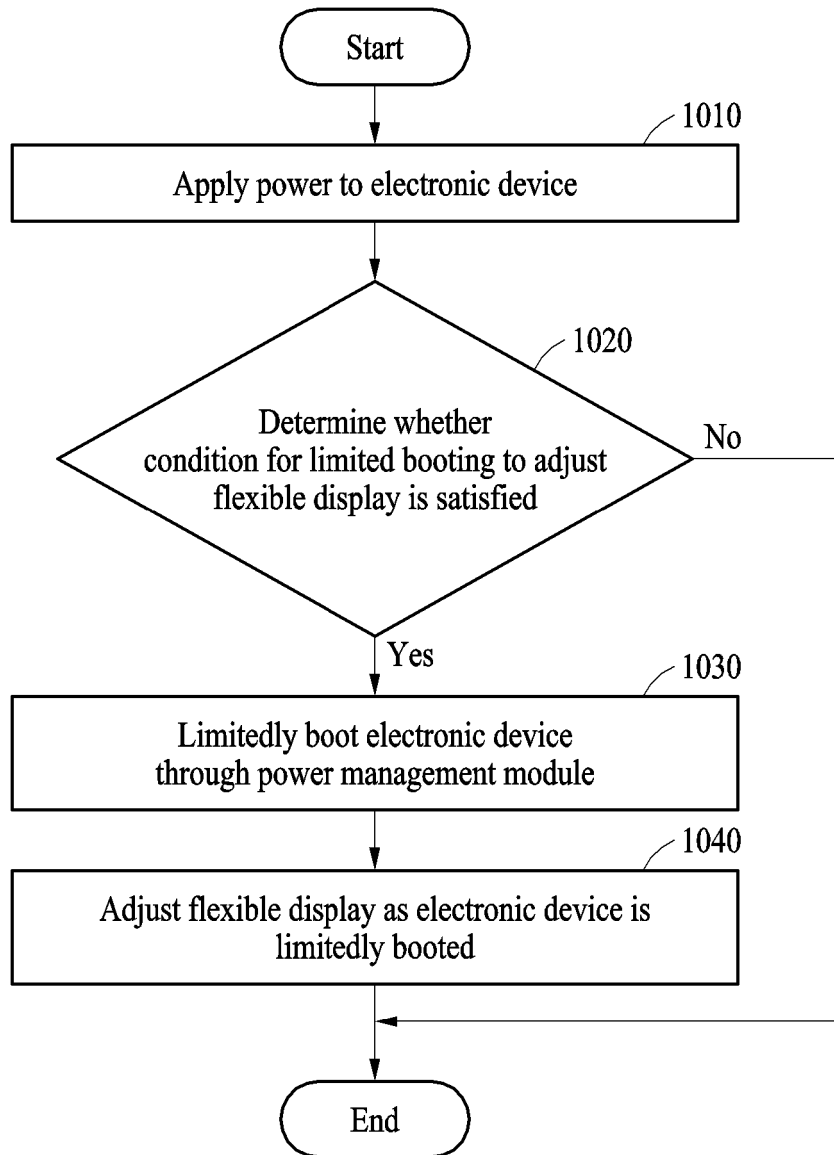 Start
1010
Apply power to electronic device
1020
Determine whether
condition for limited booting to adjust
flexible display is satisfied
No
Yes
1030
Limitedly boot electronic device
through power management module
1040
Adjust flexible display as electronic device is
limitedly booted
End